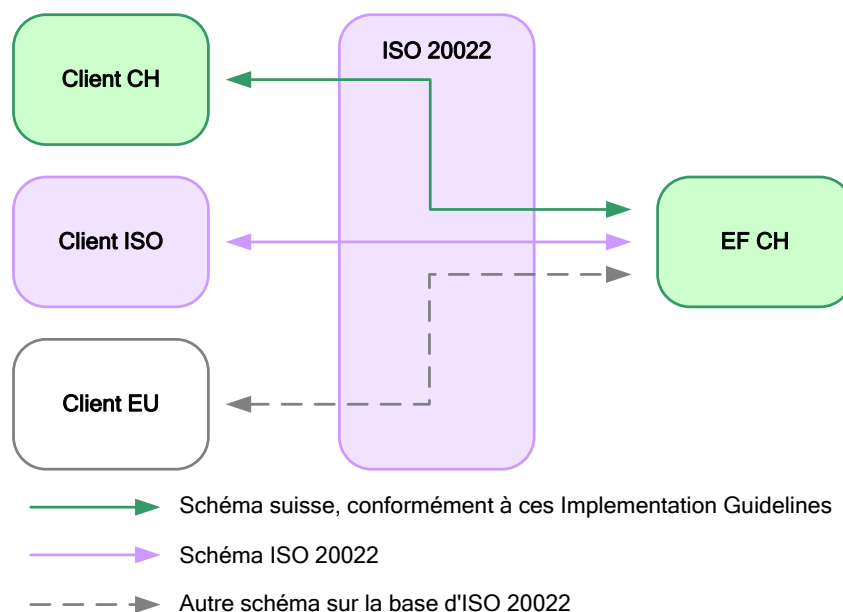 Client CH
ISO 20022
Client ISO
EF CH
Client EU
Schéma suisse, conformément à ces Implementation Guidelines
Schéma ISO 20022
Autre schéma sur la base d'ISO 20022